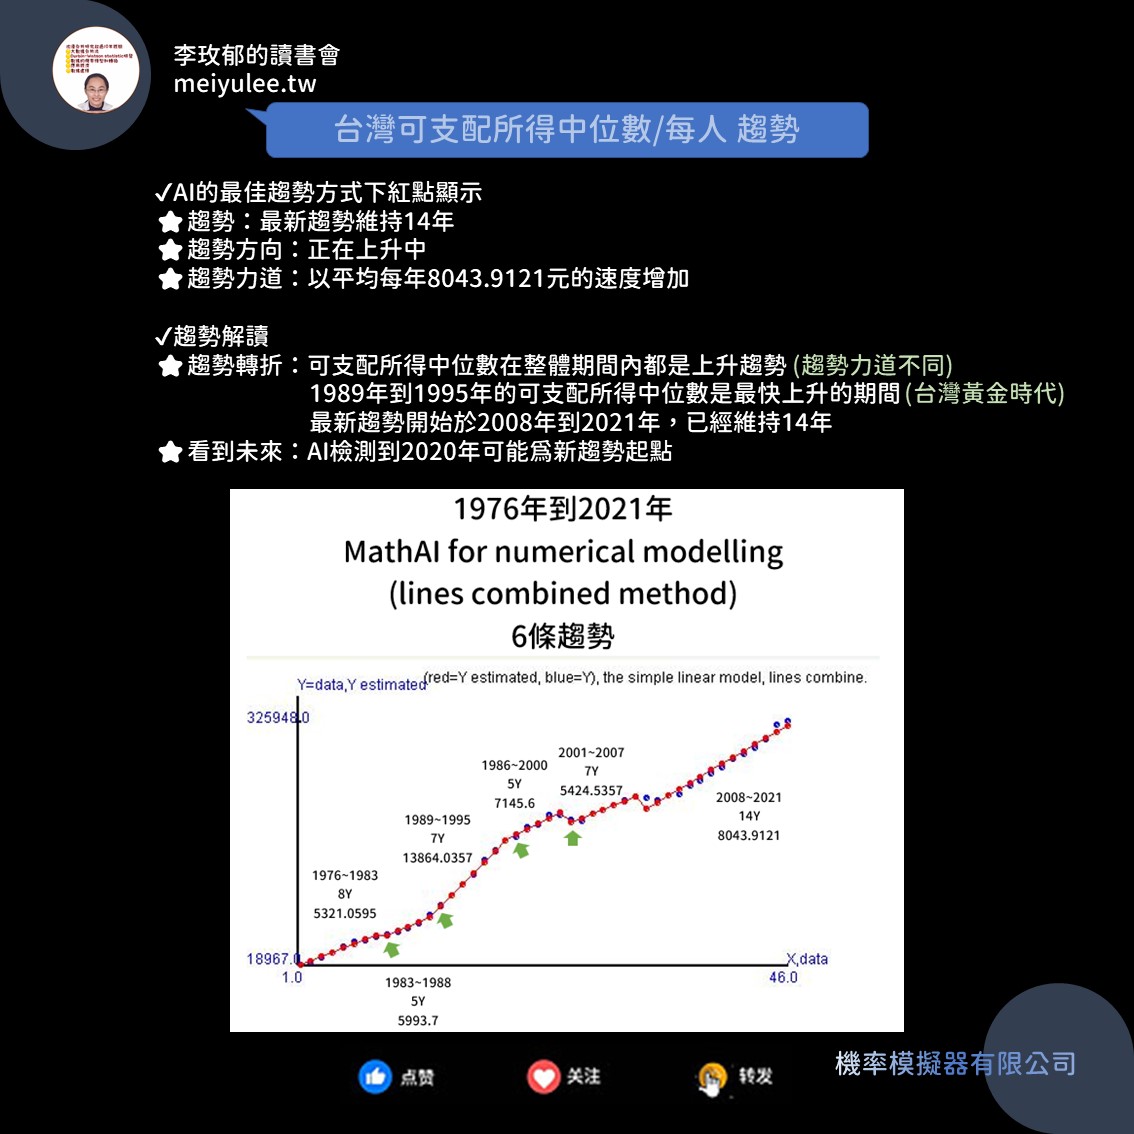 李玫郁的讀書會
meiyulee.tw
台灣可支配所得中位數/每人 趨勢
✓AI的最佳趨勢方式下紅點顯示
★趨勢：最新趨勢維持14年
★趨勢方向：正在上升中
★趨勢力道：以平均每年8043.9121元的速度增加
✓趨勢解讀
★趨勢轉折：可支配所得中位數在整體期間內都是上升趨勢 (趨勢力道不同)
1989年到1995年的可支配所得中位數是最快上升的期間 (台灣黃金時代)
最新趨勢開始於2008年到2021年，已經維持14年
★看到未來：AI檢測到2020年可能爲新趨勢起點
1976年到2021年
MathAI for numerical modelling
(lines combined method)
6條趨勢
Y=data,Y estimated
(red=Y estimated, blue=Y), the simple linear model, lines combine.
325948.0
2001~2007
7Y
5424.5357
1986~2000
5Y
7145.6
2008~2021
14Y
8043.9121
1989~1995
7Y
13864.0357
1976~1983
8Y
5321.0595
18967.0
X,data
1.0
46.0
1983~1988
5Y
5993.7
機率模擬器有限公司
点赞
关注
转发